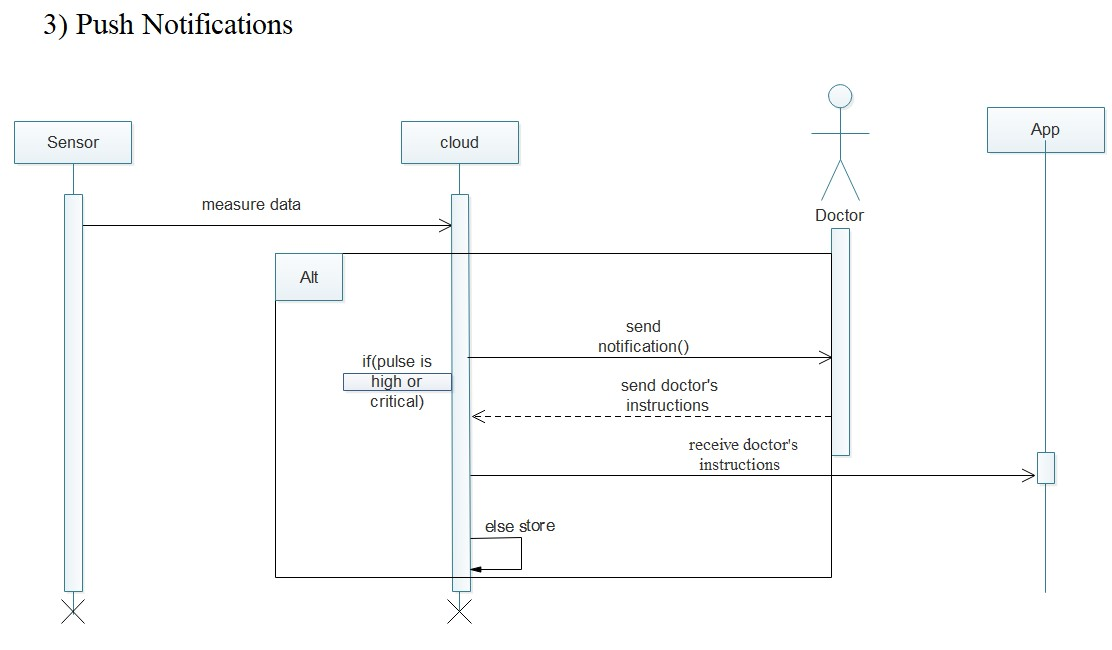 3) Push Notifications
Sensor
cloud
Doctor
App
measure data
Alt
send
notification()
if(pulse is
high or
critical)
send doctor's
instructions
receive doctor's
instructions
else store